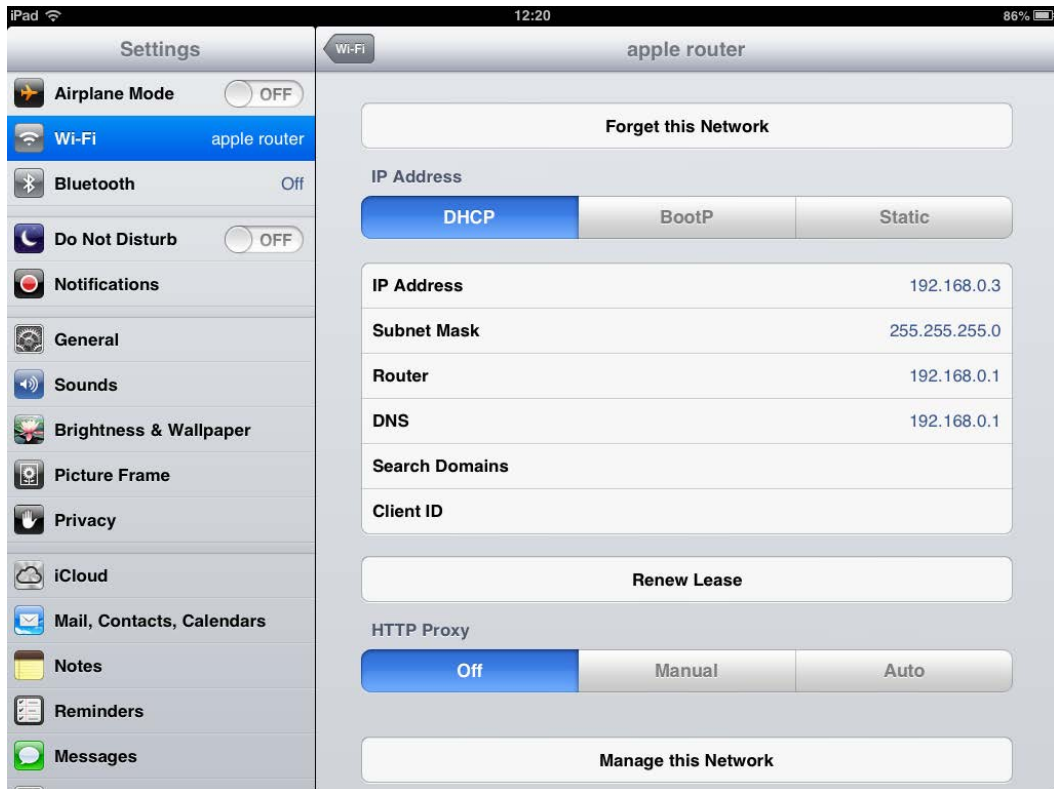 iPad 12:20 86%
Settings
Airplane Mode OFF
Wi-Fi apple router
Bluetooth Off
Do Not Disturb OFF
Notifications
General
Sounds
Brightness & Wallpaper
Picture Frame
Privacy
iCloud
Mail, Contacts, Calendars
Notes
Reminders
Messages
Wi-Fi apple router
Forget this Network
IP Address
DHCP BootP Static
IP Address 192.168.0.3
Subnet Mask 255.255.255.0
Router 192.168.0.1
DNS 192.168.0.1
Search Domains
Client ID
Renew Lease
HTTP Proxy
Off Manual Auto
Manage this Network